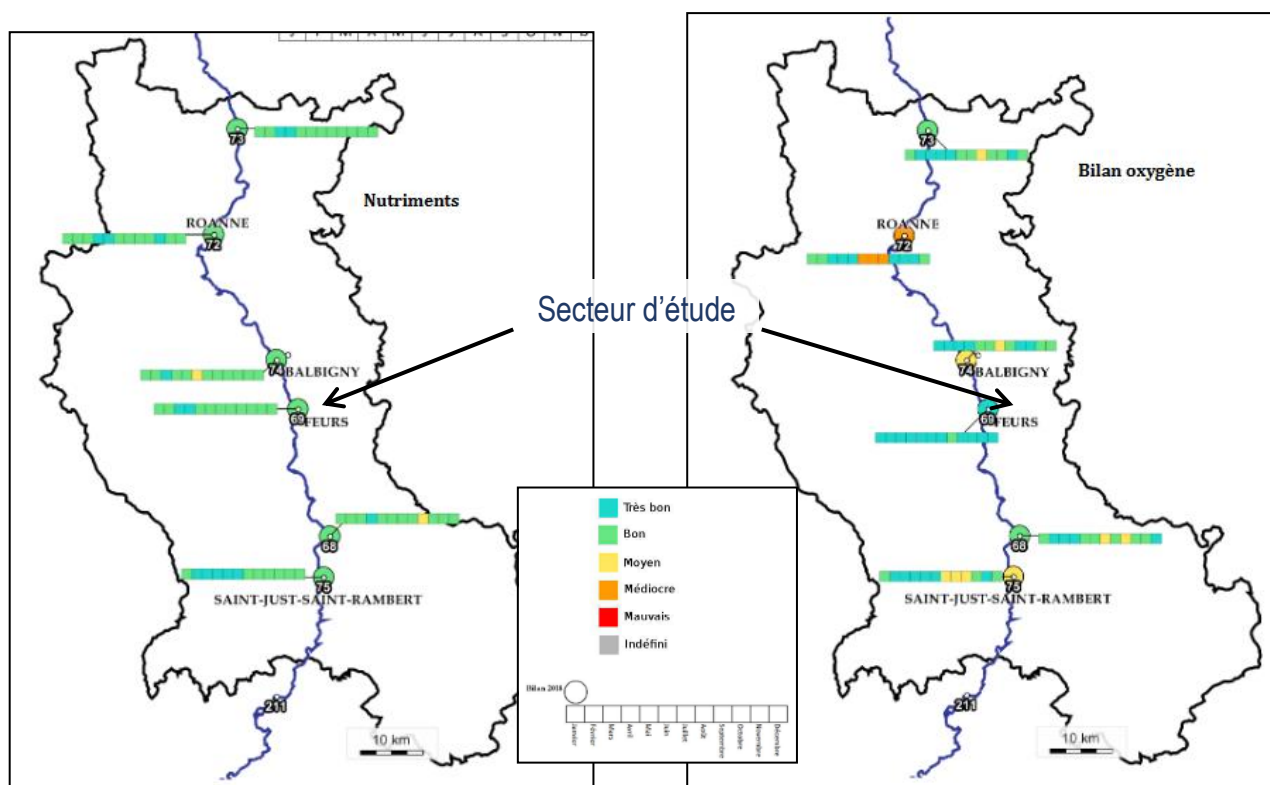 J F M A M J J A S O N D
73
Nutriments
ROANNE
72
74
BALBIGNY
69
FEURS
68
75
SAINT-JUST-SAINT-RAMBERT
211
10 km
Secteur d'étude
73
Bilan oxygène
ROANNE
72
74
BALBIGNY
69
FEURS
68
75
SAINT-JUST-SAINT-RAMBERT
211
10 km
Très bon
Bon
Moyen
Médiocre
Mauvais
Indéfini
Bilan 2018
Janvier
Février
Mars
Avril
Mai
Juin
Juillet
Août
Septembre
Octobre
Novembre
Décembre